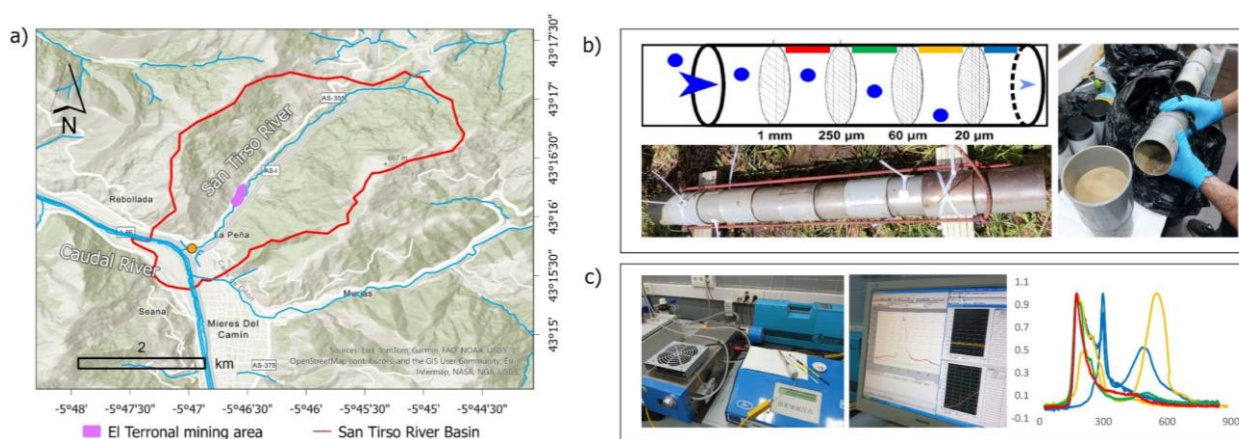 a)
N
AS-355
San Tirso River
667 m
AS-I
Rebollada
La Peña
Caudal River
Murias
Seana
Mieres Del
Camín
2
km
AS-375
Sources: Esri, TomTom, Garmin, FAO, NOAA, USGS, ©
OpenStreetMap contributors, and the GIS User Community, Esri,
Intermap, NASA, NGA, USGS
43°17'30"
43°17'
43°16'30"
43°16'
43°15'30"
43°15'
-5°48' -5°47'30" -5°47' -5°46'30" -5°46' -5°45'30" -5°45' -5°44'30"
El Terronal mining area San Tirso River Basin
b)
1 mm 250 µm 60 µm 20 µm
c)
1.1
0.9
0.7
0.5
0.3
0.1
-0.1
0 300 600 900